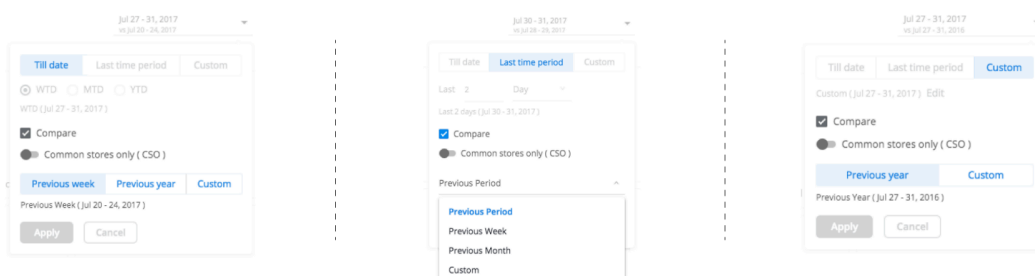 Jul 27 - 31, 2017
vs Jul 20 - 24, 2017
Till date Last time period Custom
WTD MTD YTD
WTD ( Jul 27 - 31, 2017 )
Compare
Common stores only ( CSO )
Previous week Previous year Custom
Previous Week ( Jul 20 - 24, 2017 )
Apply Cancel
Jul 30 - 31, 2017
vs Jul 28 - 29, 2017
Till date Last time period Custom
Last 2 Day
Last 2 days ( Jul 30 - 31, 2017 )
Compare
Common stores only ( CSO )
Previous Period
Previous Period
Previous Week
Previous Month
Custom
Jul 27 - 31, 2017
vs Jul 27 - 31, 2016
Till date Last time period Custom
Custom ( Jul 27 - 31, 2017 ) Edit
Compare
Common stores only ( CSO )
Previous year Custom
Previous Year ( Jul 27 - 31, 2016 )
Apply Cancel